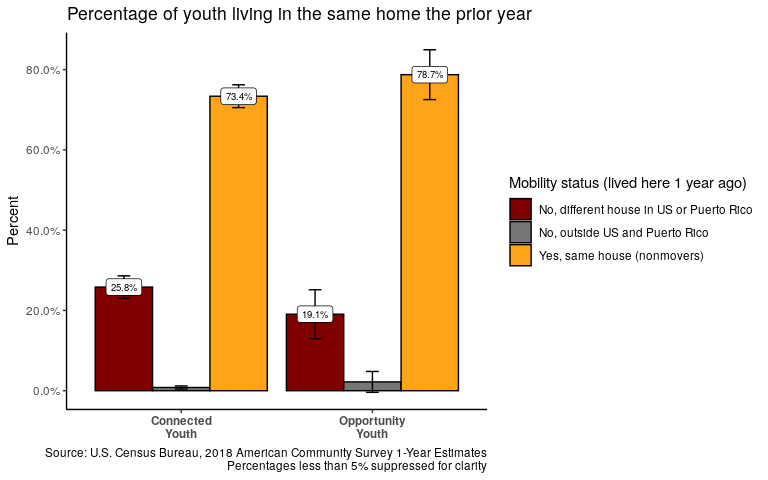 Percentage of youth living in the same home the prior year
Percent
80.0%
60.0%
40.0%
20.0%
0.0%
25.8%
73.4%
19.1%
78.7%
Connected
Youth
Opportunity
Youth
Mobility status (lived here 1 year ago)
No, different house in US or Puerto Rico
No, outside US and Puerto Rico
Yes, same house (nonmovers)
Source: U.S. Census Bureau, 2018 American Community Survey 1-Year Estimates
Percentages less than 5% suppressed for clarity